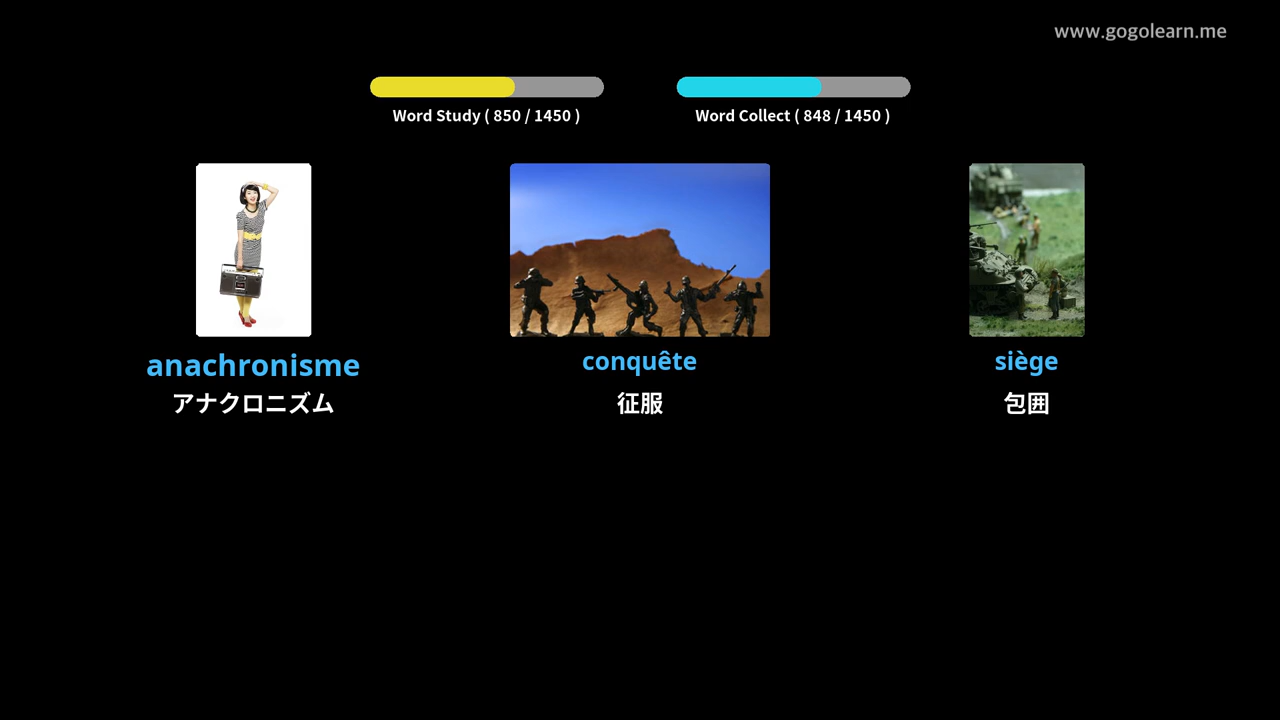 www.gogolearn.me
Word Study ( 850 / 1450 )
Word Collect ( 848 / 1450 )
anachronisme
アナクロニズム
conquête
征服
siège
包囲